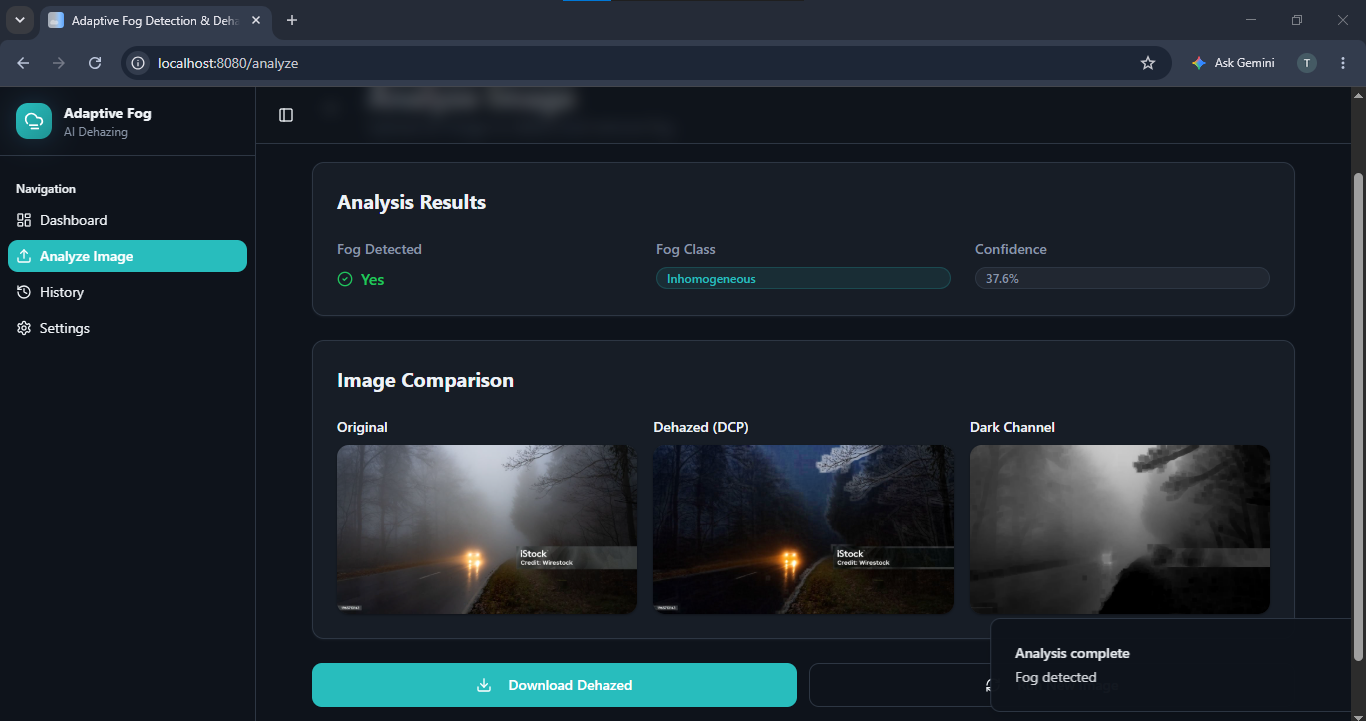 Adaptive Fog Detection & Deha
localhost:8080/analyze
Ask Gemini
T
Adaptive Fog
AI Dehazing
Analyze Image
Navigation
Dashboard
Analyze Image
History
Settings
Analysis Results
Fog Detected
Fog Class
Confidence
Yes
Inhomogeneous
37.6%
Image Comparison
Original
Dehazed (DCP)
Dark Channel
iStock
Credit: Wirestock
iStock
Credit: Wirestock
Download Dehazed
Analysis complete
Fog detected